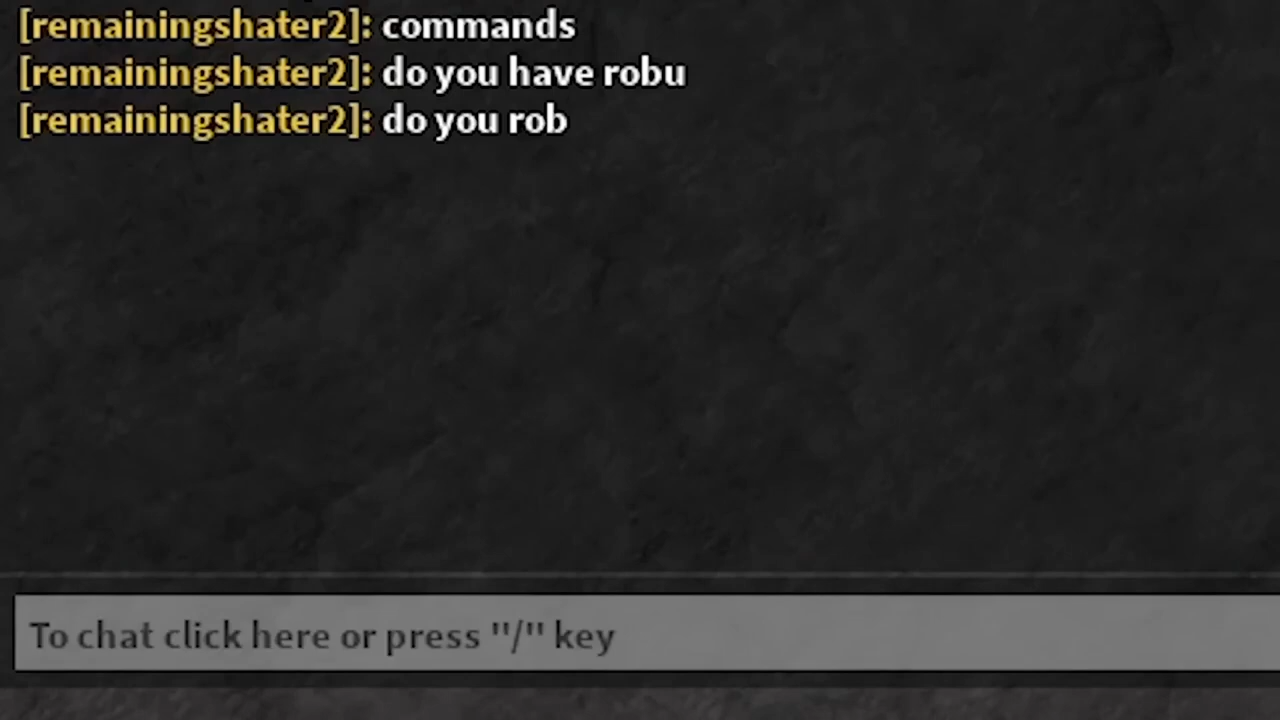 [remainingshater2]: commands
[remainingshater2]: do you have robu
[remainingshater2]: do you rob
To chat click here or press "/" key